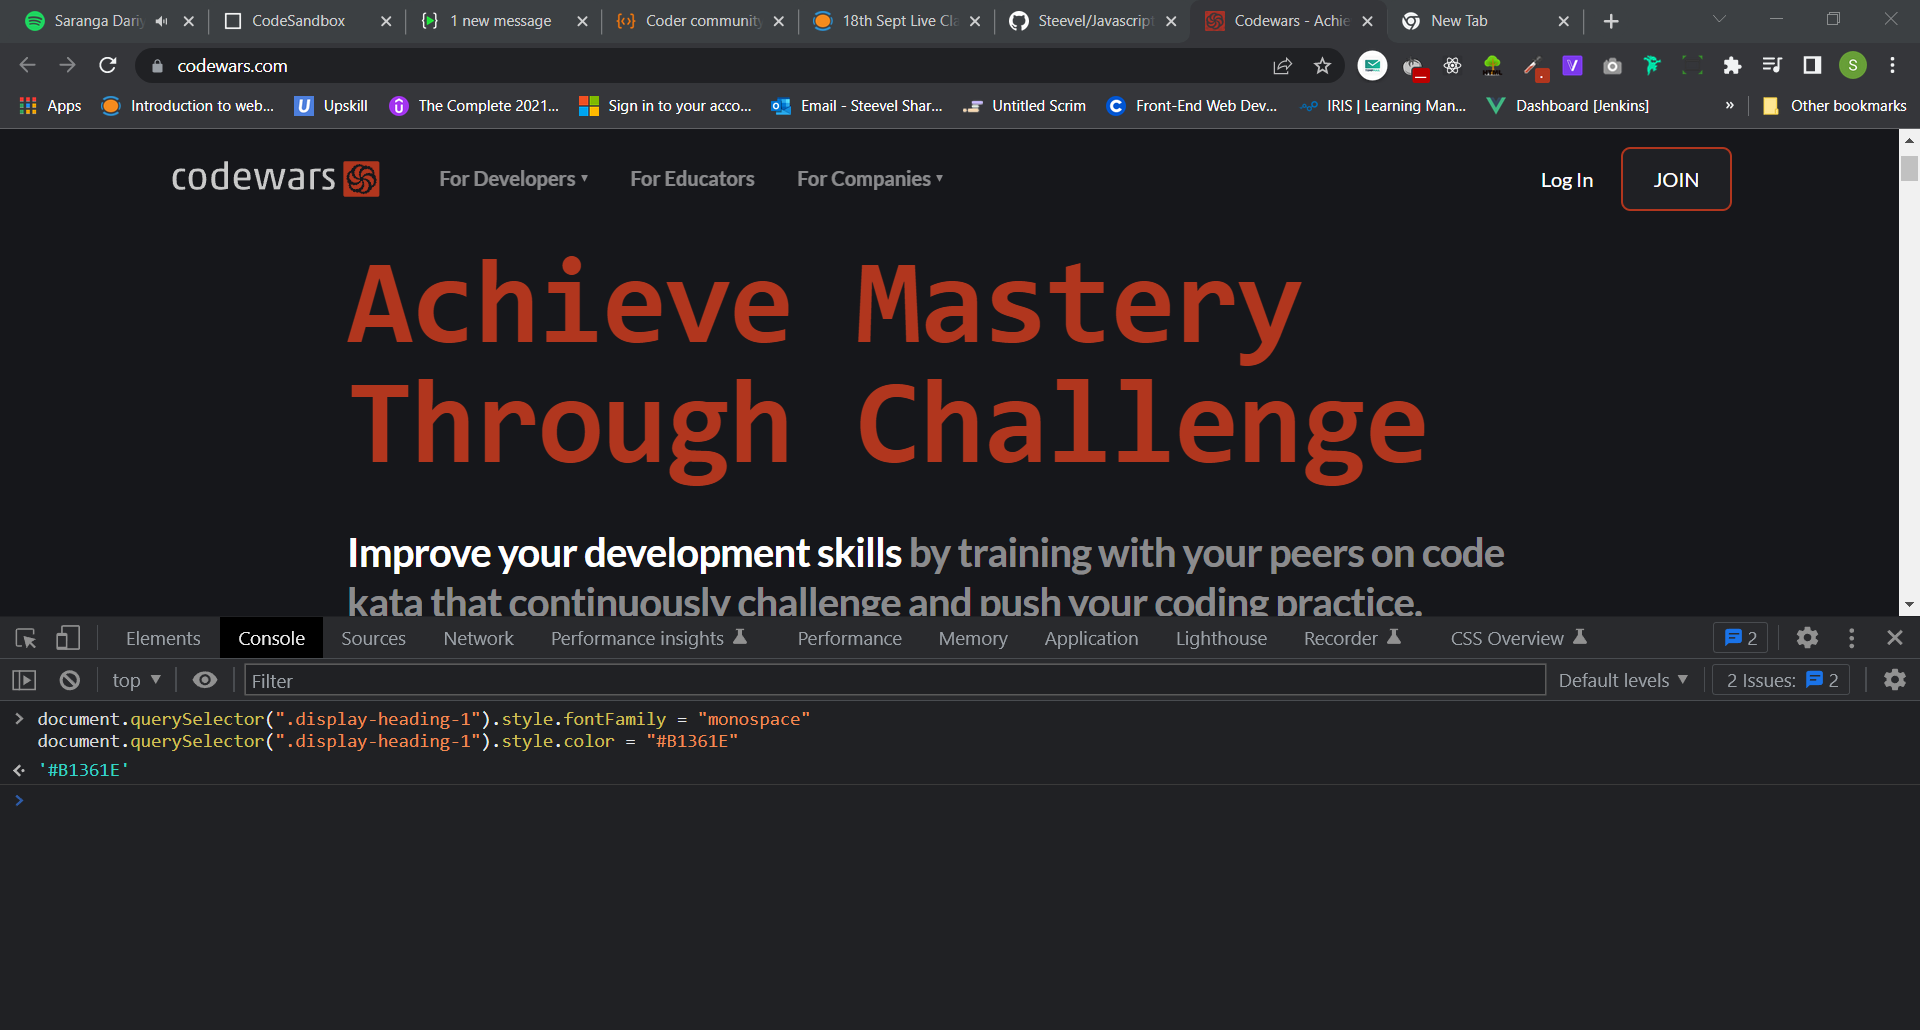 Saranga Dariy
CodeSandbox
1 new message
Coder community
18th Sept Live Cla
Steevel/Javascript
Codewars - Achie
New Tab
codewars.com
S
Apps
Introduction to web...
Upskill
The Complete 2021...
Sign in to your acco...
Email - Steevel Shar...
Untitled Scrim
Front-End Web Dev...
IRIS | Learning Man...
Dashboard [Jenkins]
»
Other bookmarks
codewars
For Developers
For Educators
For Companies
Log In
JOIN
Achieve Mastery
Through Challenge
Improve your development skills by training with your peers on code
kata that continuously challenge and push your coding practice.
Elements
Console
Sources
Network
Performance insights
Performance
Memory
Application
Lighthouse
Recorder
CSS Overview
2
top
Filter
Default levels
2 Issues: 2
document.querySelector(".display-heading-1").style.fontFamily = "monospace"
document.querySelector(".display-heading-1").style.color = "#B1361E"
'#B1361E'